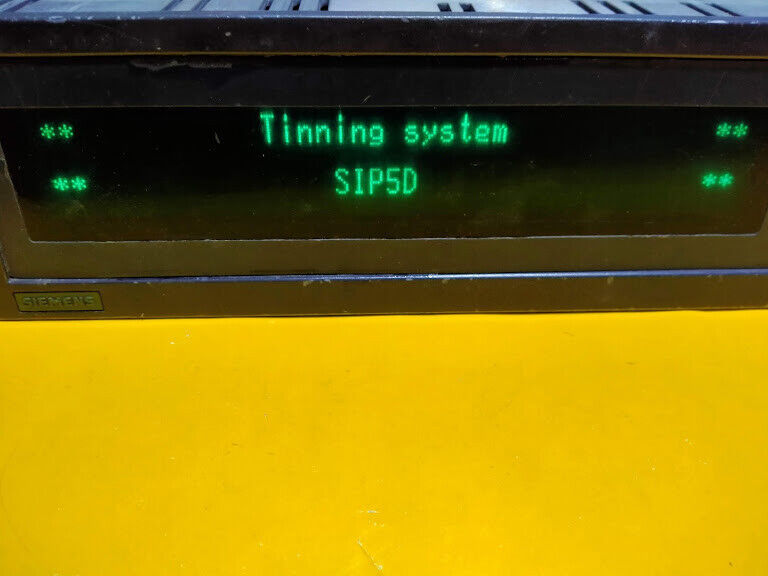 ** Tinning system **
** SIP5D **
SIEMENS